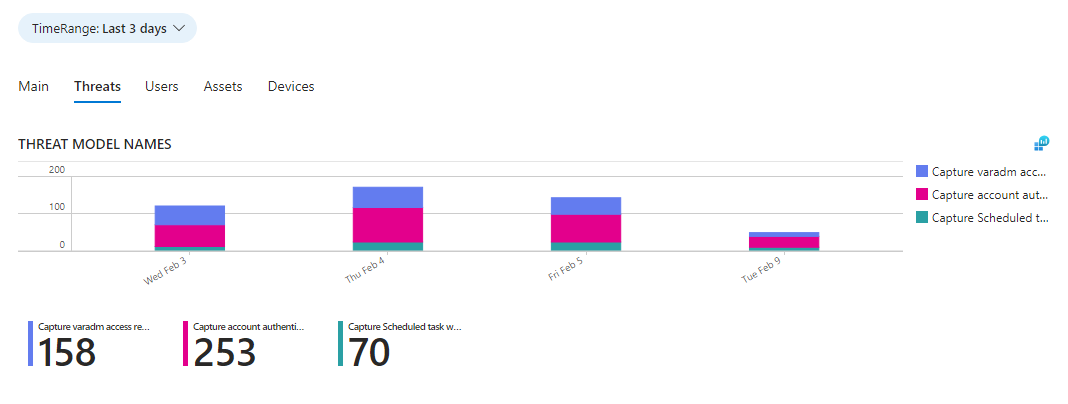 TimeRange: Last 3 days
Main Threats Users Assets Devices
THREAT MODEL NAMES
200
100
0
Wed Feb 3
Thu Feb 4
Fri Feb 5
Tue Feb 9
Capture varadm acc...
Capture account aut...
Capture Scheduled t...
Capture varadm access re...
158
Capture account authenti...
253
Capture Scheduled task w...
70